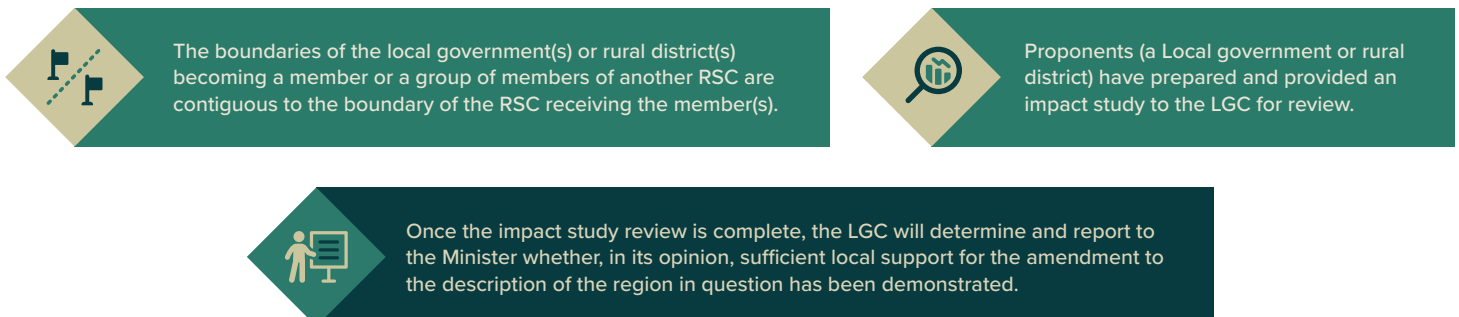 The boundaries of the local government(s) or rural district(s)
becoming a member or a group of members of another RSC are
contiguous to the boundary of the RSC receiving the member(s).
Proponents (a Local government or rural
district) have prepared and provided an
impact study to the LGC for review.
Once the impact study review is complete, the LGC will determine and report to
the Minister whether, in its opinion, sufficient local support for the amendment to
the description of the region in question has been demonstrated.